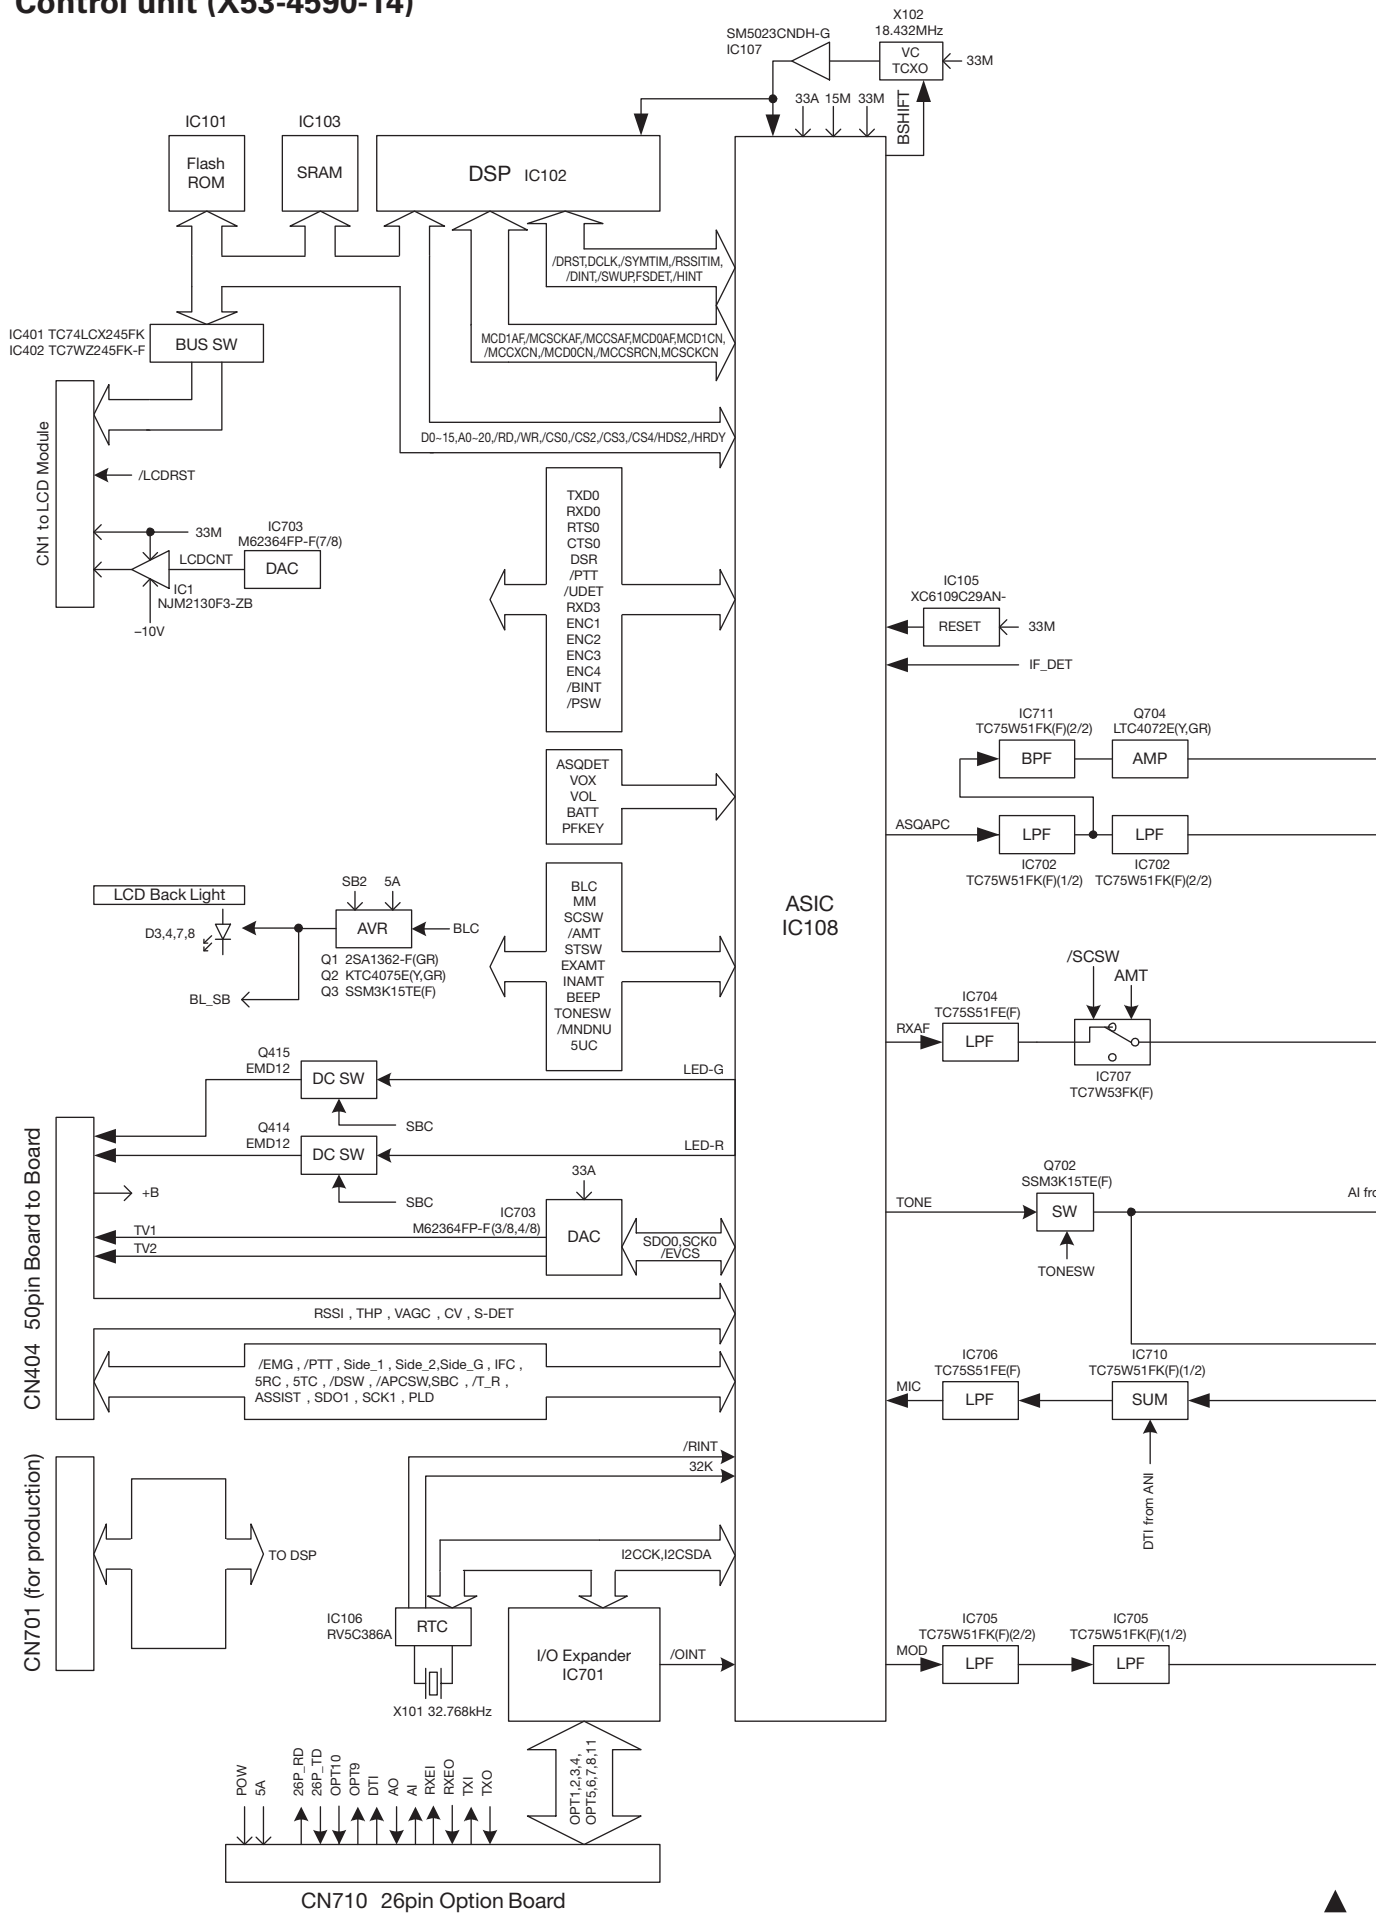 Control unit (X53-4590-14)
SM5023CNDH-G
IC107
X102
18.432MHz
VC
TCXO
33M
33A 15M 33M
BSHIFT
IC101
Flash
ROM
IC103
SRAM
DSP IC102
/DRST,DCLK,/SYMTIM,/RSSITIM,
/DINT,/SWUP,FSDET,/HINT
IC401 TC74LCX245FK
IC402 TC7WZ245FK-F
BUS SW
MCD1AF,/MCSCKAF,/MCCSAF,MCD0AF,MCD1CN,
/MCCXCN,/MCD0CN,/MCCSRCN,MCSCKCN
D0~15,A0~20,/RD,/WR,/CS0,/CS2,/CS3,/CS4/HDS2,/HRDY
CN1 to LCD Module
/LCDRST
33M
IC703
M62364FP-F(7/8)
LCDCNT
DAC
IC1
NJM2130F3-ZB
–10V
TXD0
RXD0
RTS0
CTS0
DSR
/PTT
/UDET
RXD3
ENC1
ENC2
ENC3
ENC4
/BINT
/PSW
IC105
XC6109C29AN-
RESET
33M
IF_DET
ASQDET
VOX
VOL
BATT
PFKEY
IC711
TC75W51FK(F)(2/2)
BPF
Q704
LTC4072E(Y,GR)
AMP
ASQAPC
LPF
LPF
IC702
TC75W51FK(F)(1/2)
IC702
TC75W51FK(F)(2/2)
ASIC
IC108
LCD Back Light
D3,4,7,8
SB2
5A
AVR
BLC
Q1 2SA1362-F(GR)
Q2 KTC4075E(Y,GR)
Q3 SSM3K15TE(F)
BL_SB
BLC
MM
SCSW
/AMT
STSW
EXAMT
INAMT
BEEP
TONESW
/MNDNU
5UC
/SCSW
AMT
RXAF
IC704
TC75S51FE(F)
LPF
IC707
TC7W53FK(F)
Q415
EMD12
DC SW
LED-G
SBC
Q414
EMD12
DC SW
LED-R
SBC
CN404 50pin Board to Board
+B
33A
IC703
M62364FP-F(3/8,4/8)
DAC
TV1
TV2
SDO0,SCK0
/EVCS
TONE
Q702
SSM3K15TE(F)
SW
TONESW
AI fro
RSSI , THP , VAGC , CV , S-DET
/EMG , /PTT , Side_1 , Side_2,Side_G , IFC ,
5RC , 5TC , /DSW , /APCSW,SBC , /T_R ,
ASSIST , SDO1 , SCK1 , PLD
MIC
IC706
TC75S51FE(F)
LPF
IC710
TC75W51FK(F)(1/2)
SUM
DTI from ANI
CN701 (for production)
TO DSP
/RINT
32K
I2CCK,I2CSDA
IC106
RV5C386A
RTC
X101 32.768kHz
I/O Expander
IC701
/OINT
MOD
IC705
TC75W51FK(F)(2/2)
LPF
IC705
TC75W51FK(F)(1/2)
LPF
POW
5A
26P_RD
26P_TD
OPT10
OPT9
DTI
AO
AI
RXEI
RXEO
TXI
TXO
OPT1,2,3,4,
OPT5,6,7,8,11
CN710 26pin Option Board